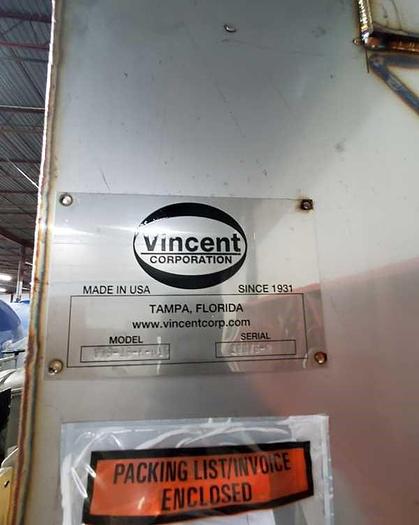 Vincent
CORPORATION
MADE IN USA SINCE 1931
TAMPA, FLORIDA
www.vincentcorp.com
MODEL SERIAL
PACKING LIST/INVOICE
ENCLOSED